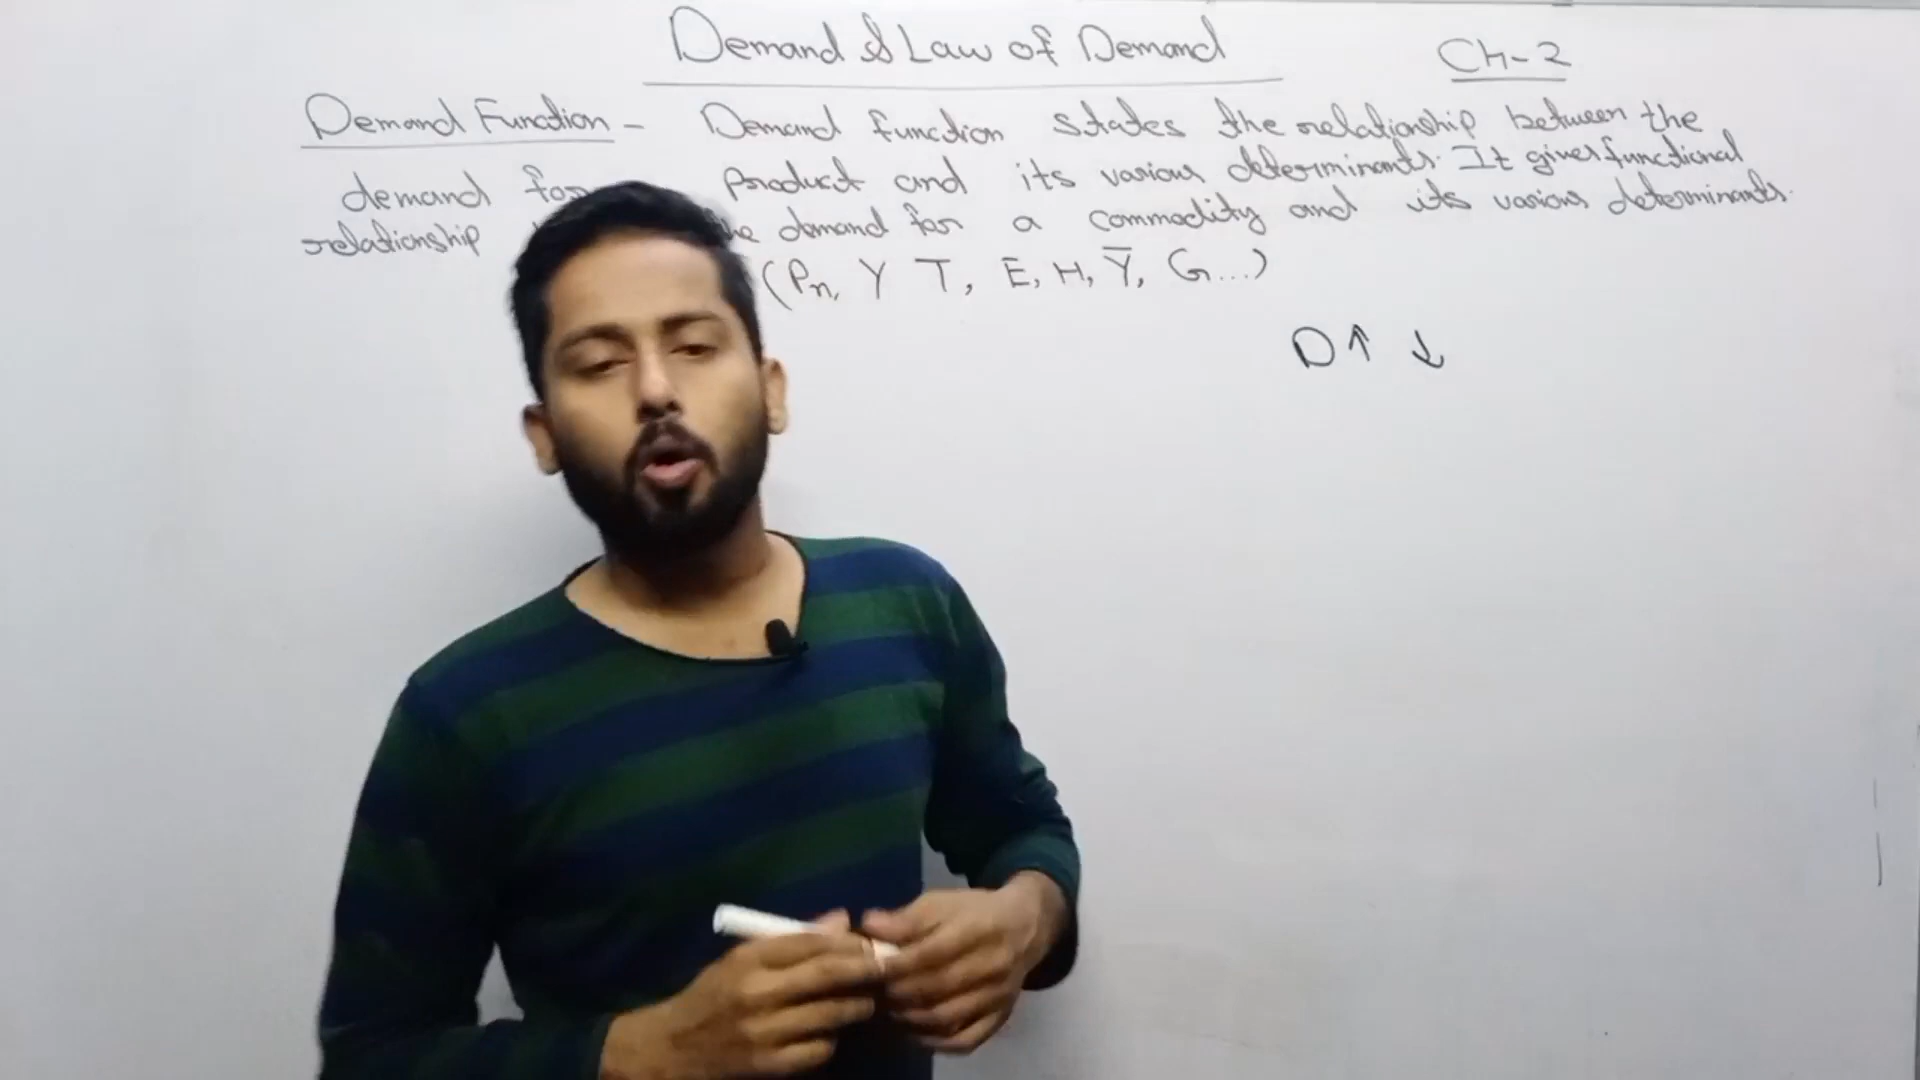 Demand & Law of Demand
Ch-2
Demand Function - Demand function states the relationship between the
demand for product and its various determinants. It gives functional
relationship the demand for a commodity and its various determinants.
(Pn, Y T, E, H, Y̅, G...)
D↑ ↓